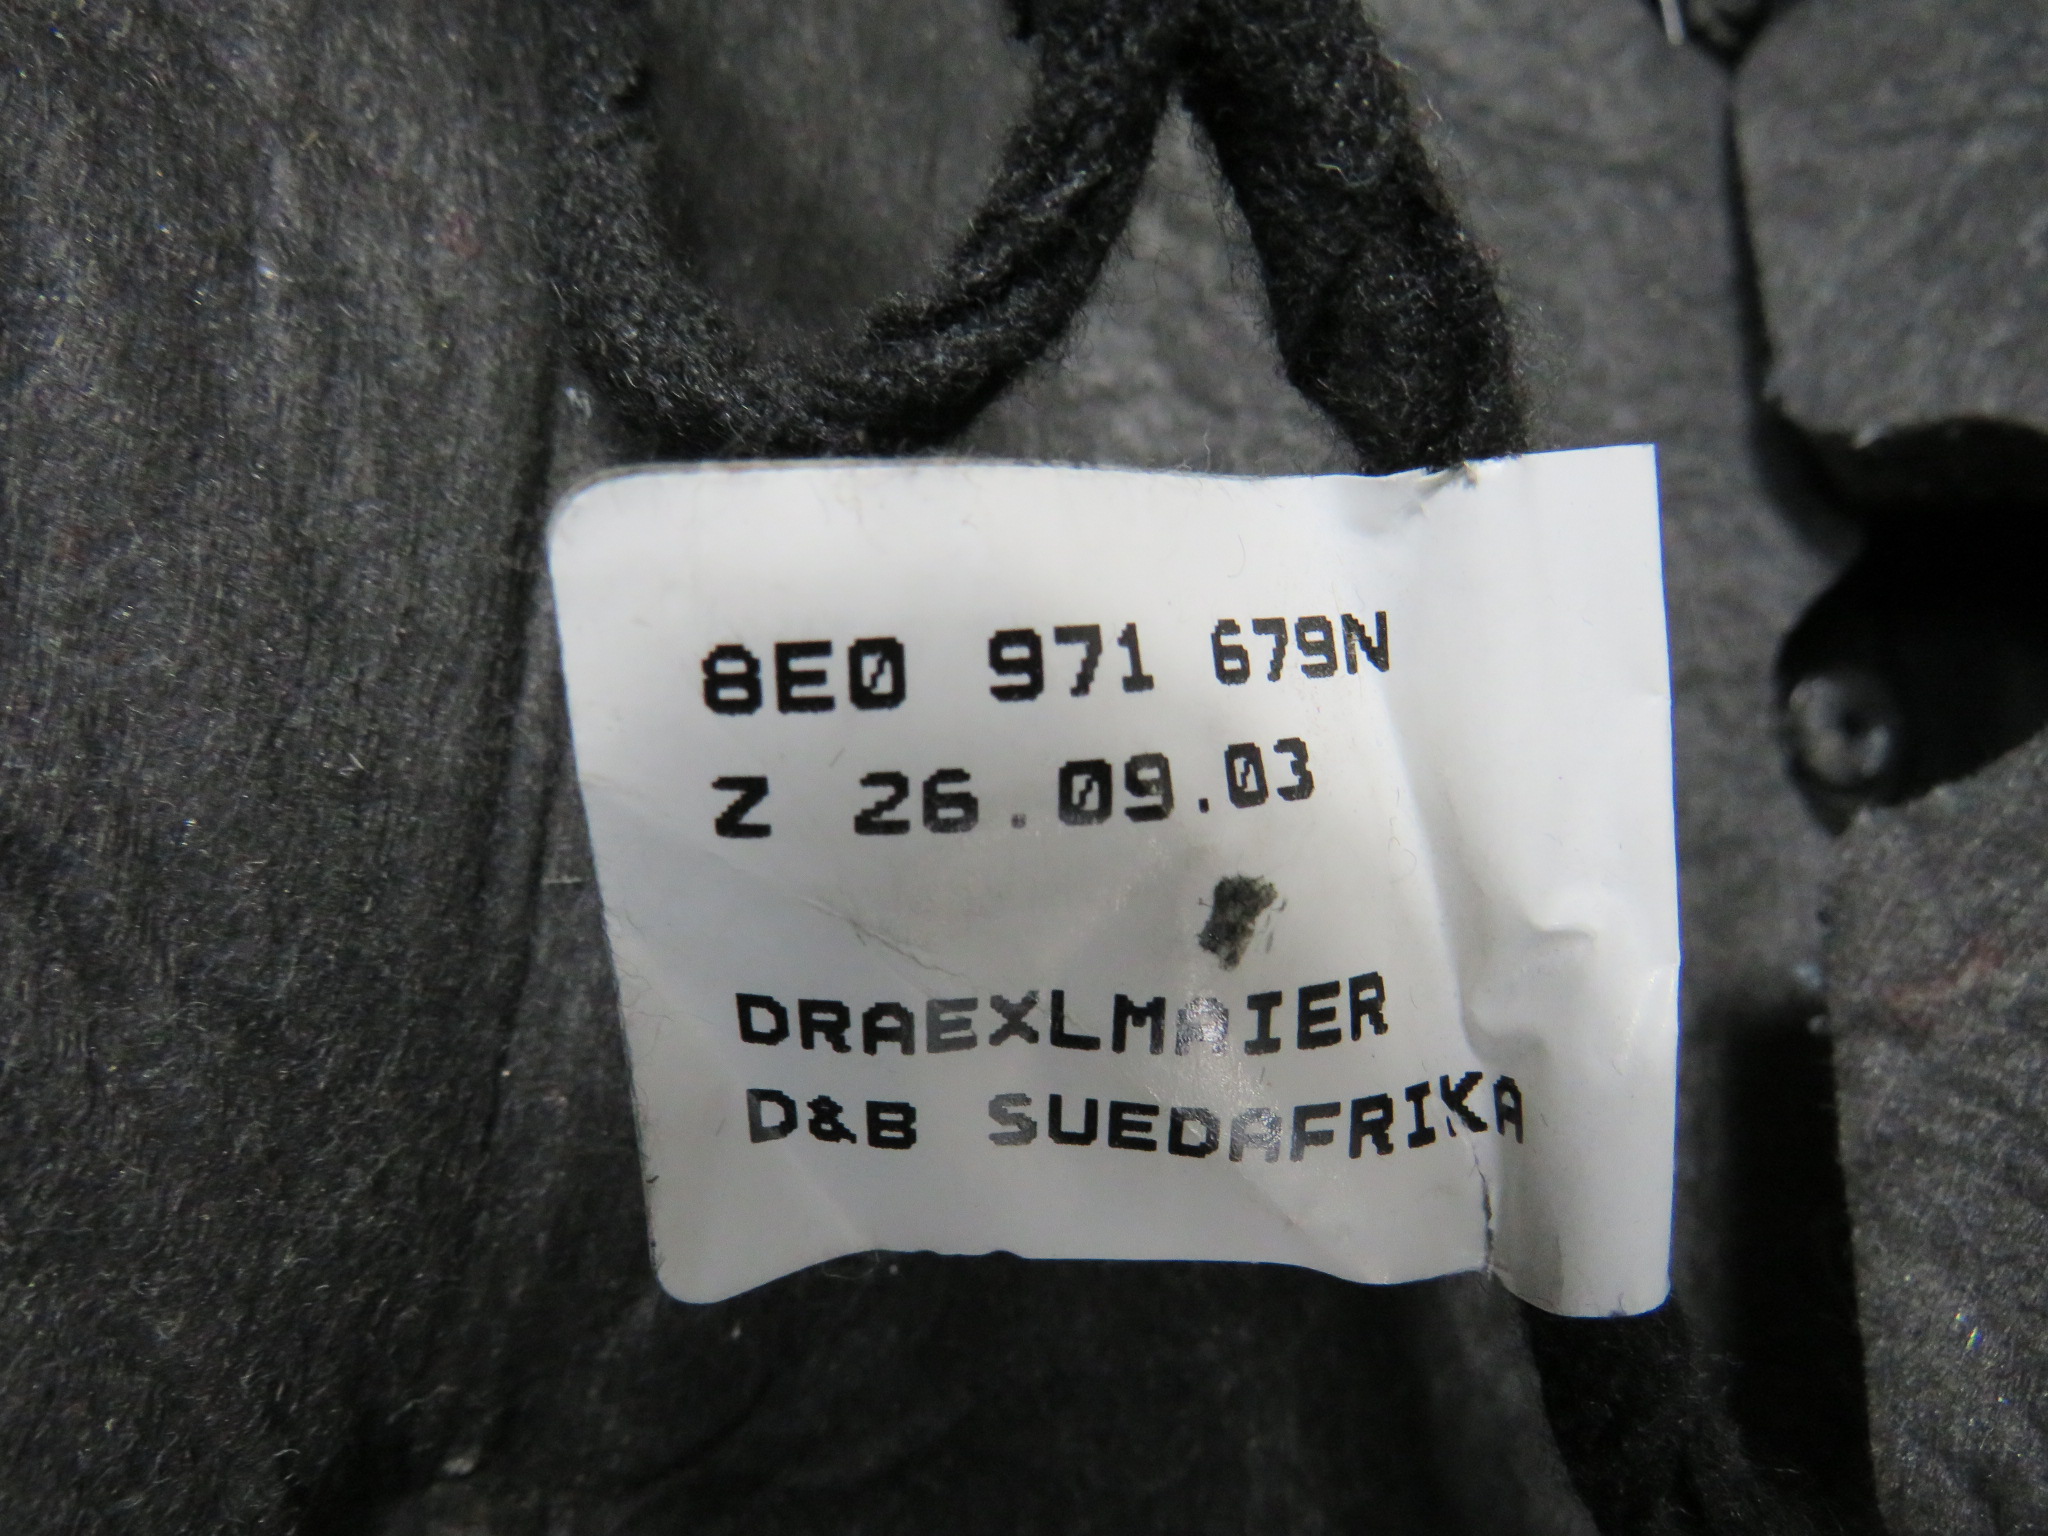 8E0 971 679N
Z 26.09.03
DRAEXLMAIER
D&B SUEDAFRIKA